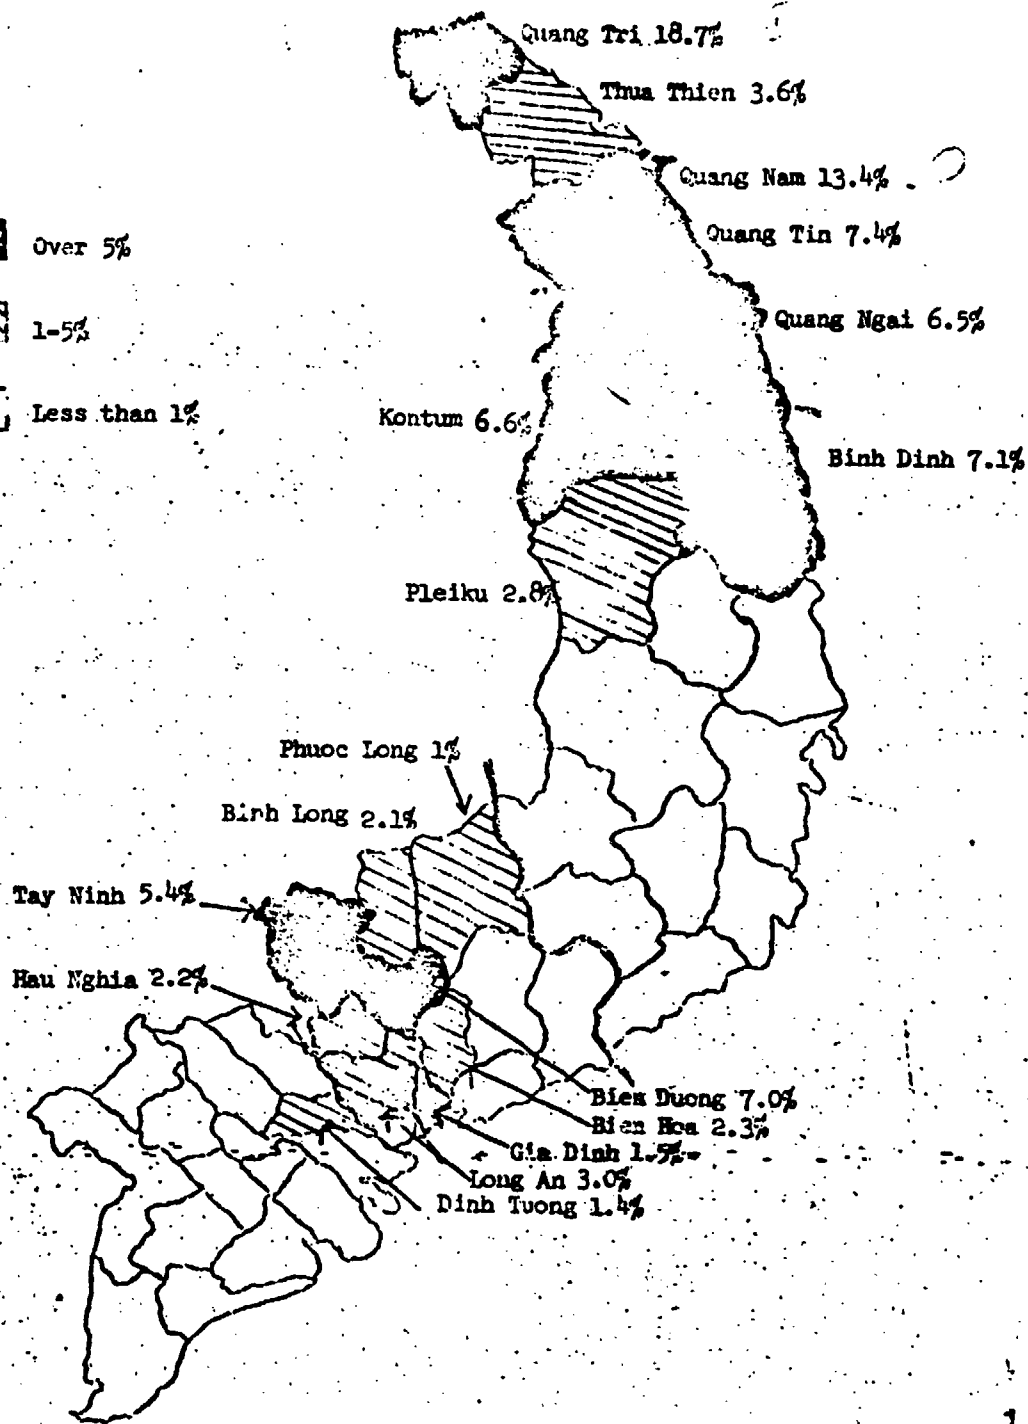 Quang Tri 18.7%
Thua Thien 3.6%
Quang Nam 13.4%
Quang Tin 7.4%
Over 5%
Quang Ngai 6.5%
1-5%
Less than 1%
Kontum 6.6%
Binh Dinh 7.1%
Pleiku 2.8%
Phuoc Long 1%
Binh Long 2.1%
Tay Ninh 5.4%
Hau Nghia 2.2%
Bien Duong 7.0%
Bien Hoa 2.3%
Gia Dinh 1.5%
Long An 3.0%
Dinh Tuong 1.4%